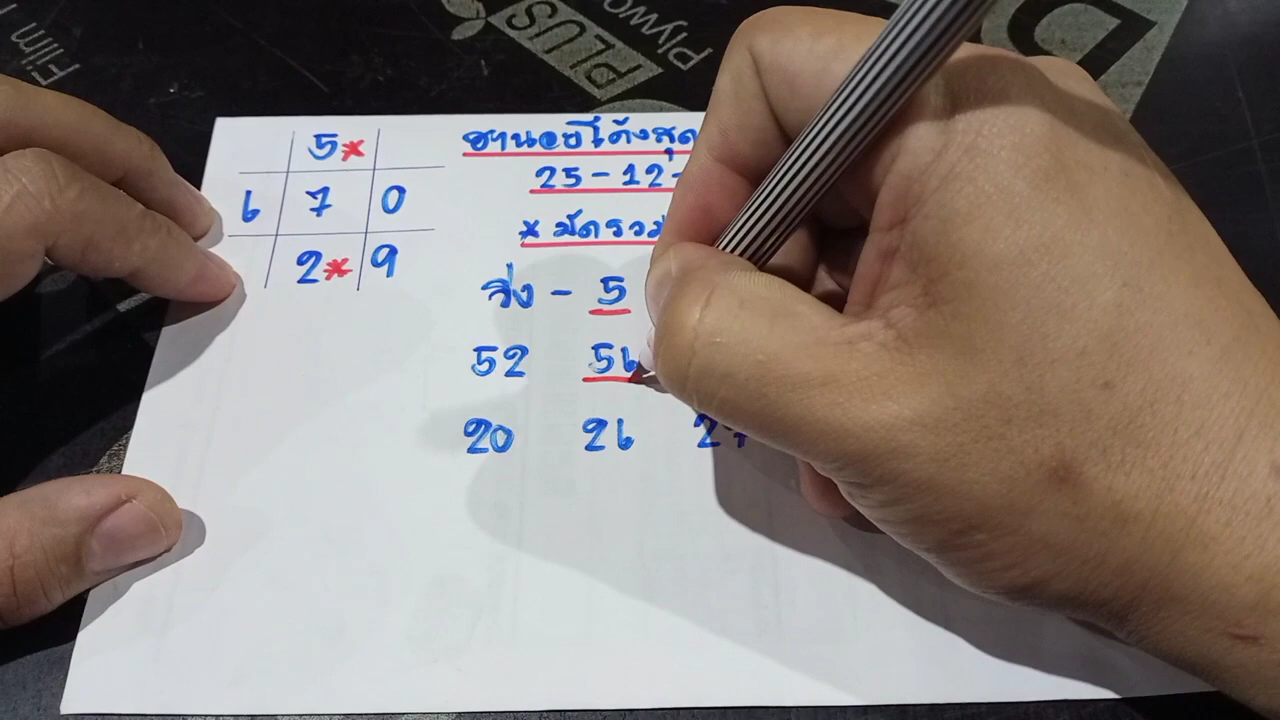 Film
PLUS
Plywo
5*
6 7 0
2* 9
ฮานอยโค้งสุด
25-12-
* มัดรวม
วิ่ง - 5
52 56
20 26 27